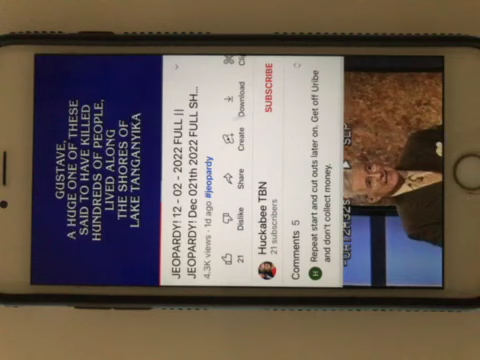 GUSTAVE,
A HUGE ONE OF THESE
SAID TO HAVE KILLED
HUNDREDS OF PEOPLE,
LIVED ALONG
THE SHORES OF
LAKE TANGANYIKA
JEOPARDY! 12 - 02 - 2022 FULL ||
JEOPARDY! Dec 021th 2022 FULL SH...
4.3K views · 1d ago #jeopardy
21
Dislike
Share
Create
Download
Cli
Huckabee TBN
21 subscribers
SUBSCRIBE
Comments 5
H
Repeat start and cut outs later on. Get off Uribe
and don't collect money.